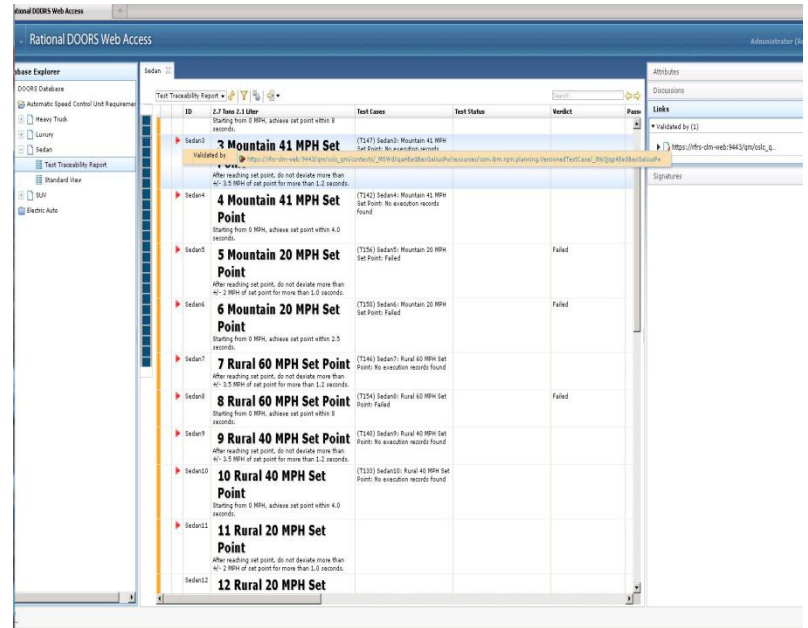 Rational DOORS Web Access
Rational DOORS Web Access
Administrator
Database Explorer
DOORS Database
Automatic Speed Control Unit Requiremen
Heavy Truck
Luxury
Sedan
Test Traceability Report
Standard View
SUV
Electric Auto
Sedan
Test Traceability Report
Search
ID 2.7 Tons 2.1 Liter Test Cases Test Status Verdict
Starting from 0 MPH, achieve set point within 8
seconds.
Sedan3 3 Mountain 41 MPH Set (T147) Sedan3: Mountain 41 MPH
Set Point: No execution records
Validated by
+/- 3.5 MPH of set point for more than 1.2 seconds.
Sedan4 4 Mountain 41 MPH Set (T142) Sedan4: Mountain 41 MPH
Point Set Point: No execution records
found
Starting from 0 MPH, achieve set point within 4.0
seconds.
Sedan5 5 Mountain 20 MPH Set (T156) Sedan5: Mountain 20 MPH Failed
Point Set Point: Failed
After reaching set point, do not deviate more than
+/- 2 MPH of set point for more than 1.0 seconds.
Sedan6 6 Mountain 20 MPH Set (T150) Sedan6: Mountain 20 MPH Failed
Point Set Point: Failed
Starting from 0 MPH, achieve set point within 2.5
seconds.
Sedan7 7 Rural 60 MPH Set Point (T146) Sedan7: Rural 60 MPH Set
Point: No execution records found
After reaching set point, do not deviate more than
+/- 3.5 MPH of set point for more than 1.2 seconds.
Sedan8 8 Rural 60 MPH Set Point (T154) Sedan8: Rural 60 MPH Set Failed
Point: Failed
Starting from 0 MPH, achieve set point within 8
seconds.
Sedan9 9 Rural 40 MPH Set Point (T140) Sedan9: Rural 40 MPH Set
Point: No execution records found
After reaching set point, do not deviate more than
+/- 3.5 MPH of set point for more than 1.2 seconds.
Sedan10 10 Rural 40 MPH Set (T133) Sedan10: Rural 40 MPH Set
Point Point: No execution records found
Starting from 0 MPH, achieve set point within 4.0
seconds.
Sedan11 11 Rural 20 MPH Set
Point
After reaching set point, do not deviate more than
+/- 2 MPH of set point for more than 1.0 seconds.
Sedan12 12 Rural 20 MPH Set
Attributes
Discussions
Links
Validated by (1)
https://rfrs-clm-web:9443/qm/oslc_q...
Signatures